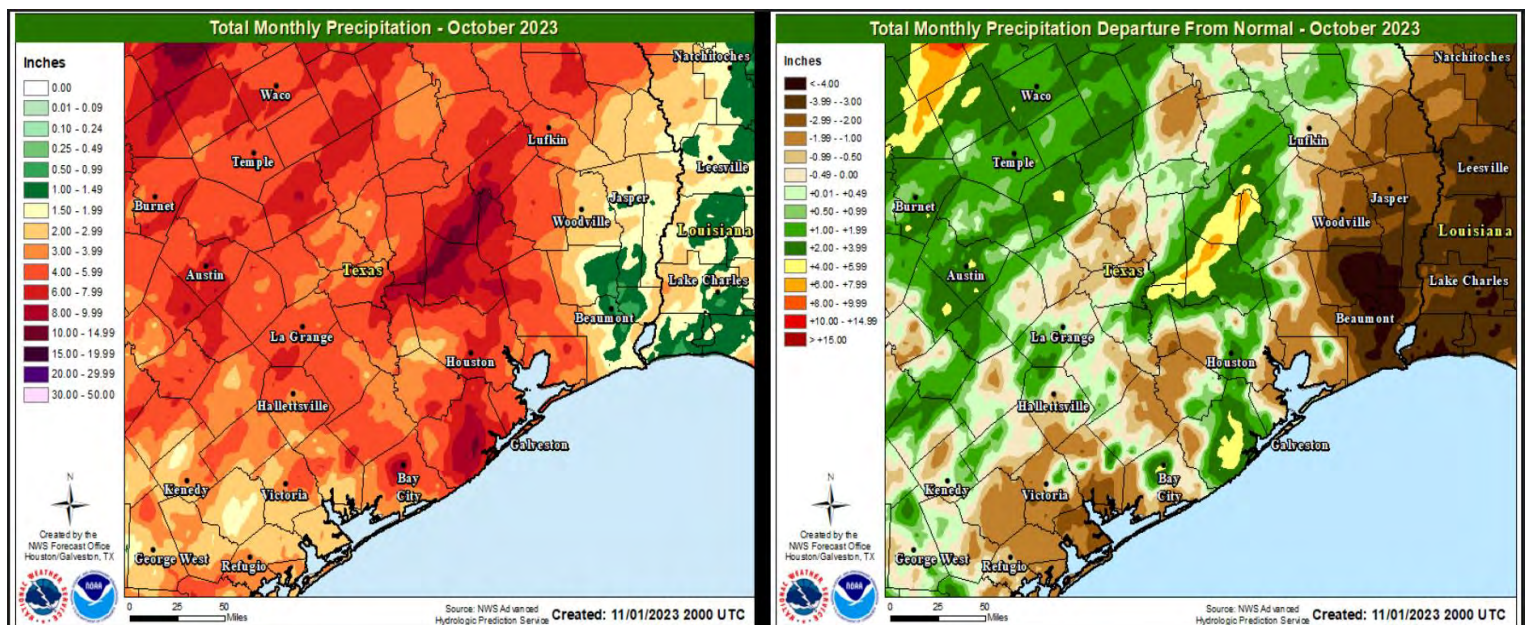 Total Monthly Precipitation - October 2023
Inches
0.00
0.01 - 0.09
0.10 - 0.24
0.25 - 0.49
0.50 - 0.99
1.00 - 1.49
1.50 - 1.99
2.00 - 2.99
3.00 - 3.99
4.00 - 5.99
6.00 - 7.99
8.00 - 9.99
10.00 - 14.99
15.00 - 19.99
20.00 - 29.99
30.00 - 50.00
Natchitoches
Waco
Lufkin
Temple
Leesville
Jasper
Burnet
Woodville
Louisiana
Austin
Texas
Lake Charles
Beaumont
La Grange
Houston
Hallettsville
Galveston
Bay
City
Kenedy
Victoria
George West
Refugio
N
Created by the
NWS Forecast Office
Houston/Galveston, TX
NOAA
0 25 50
Miles
Source: NWS Advanced
Hydrologic Prediction Service
Created: 11/01/2023 2000 UTC
Total Monthly Precipitation Departure From Normal - October 2023
Inches
< -4.00
-3.99 - -3.00
-2.99 - -2.00
-1.99 - -1.00
-0.99 - -0.50
-0.49 - 0.00
+0.01 - +0.49
+0.50 - +0.99
+1.00 - +1.99
+2.00 - +3.99
+4.00 - +5.99
+6.00 - +7.99
+8.00 - +9.99
+10.00 - +14.99
> +15.00
Natchitoches
Waco
Lufkin
Temple
Leesville
Jasper
Burnet
Woodville
Louisiana
Austin
Texas
Lake Charles
Beaumont
La Grange
Houston
Hallettsville
Galveston
Bay
City
Kenedy
Victoria
George West
Refugio
N
Created by the
NWS Forecast Office
Houston/Galveston, TX
NOAA
0 25 50
Miles
Source: NWS Advanced
Hydrologic Prediction Service
Created: 11/01/2023 2000 UTC